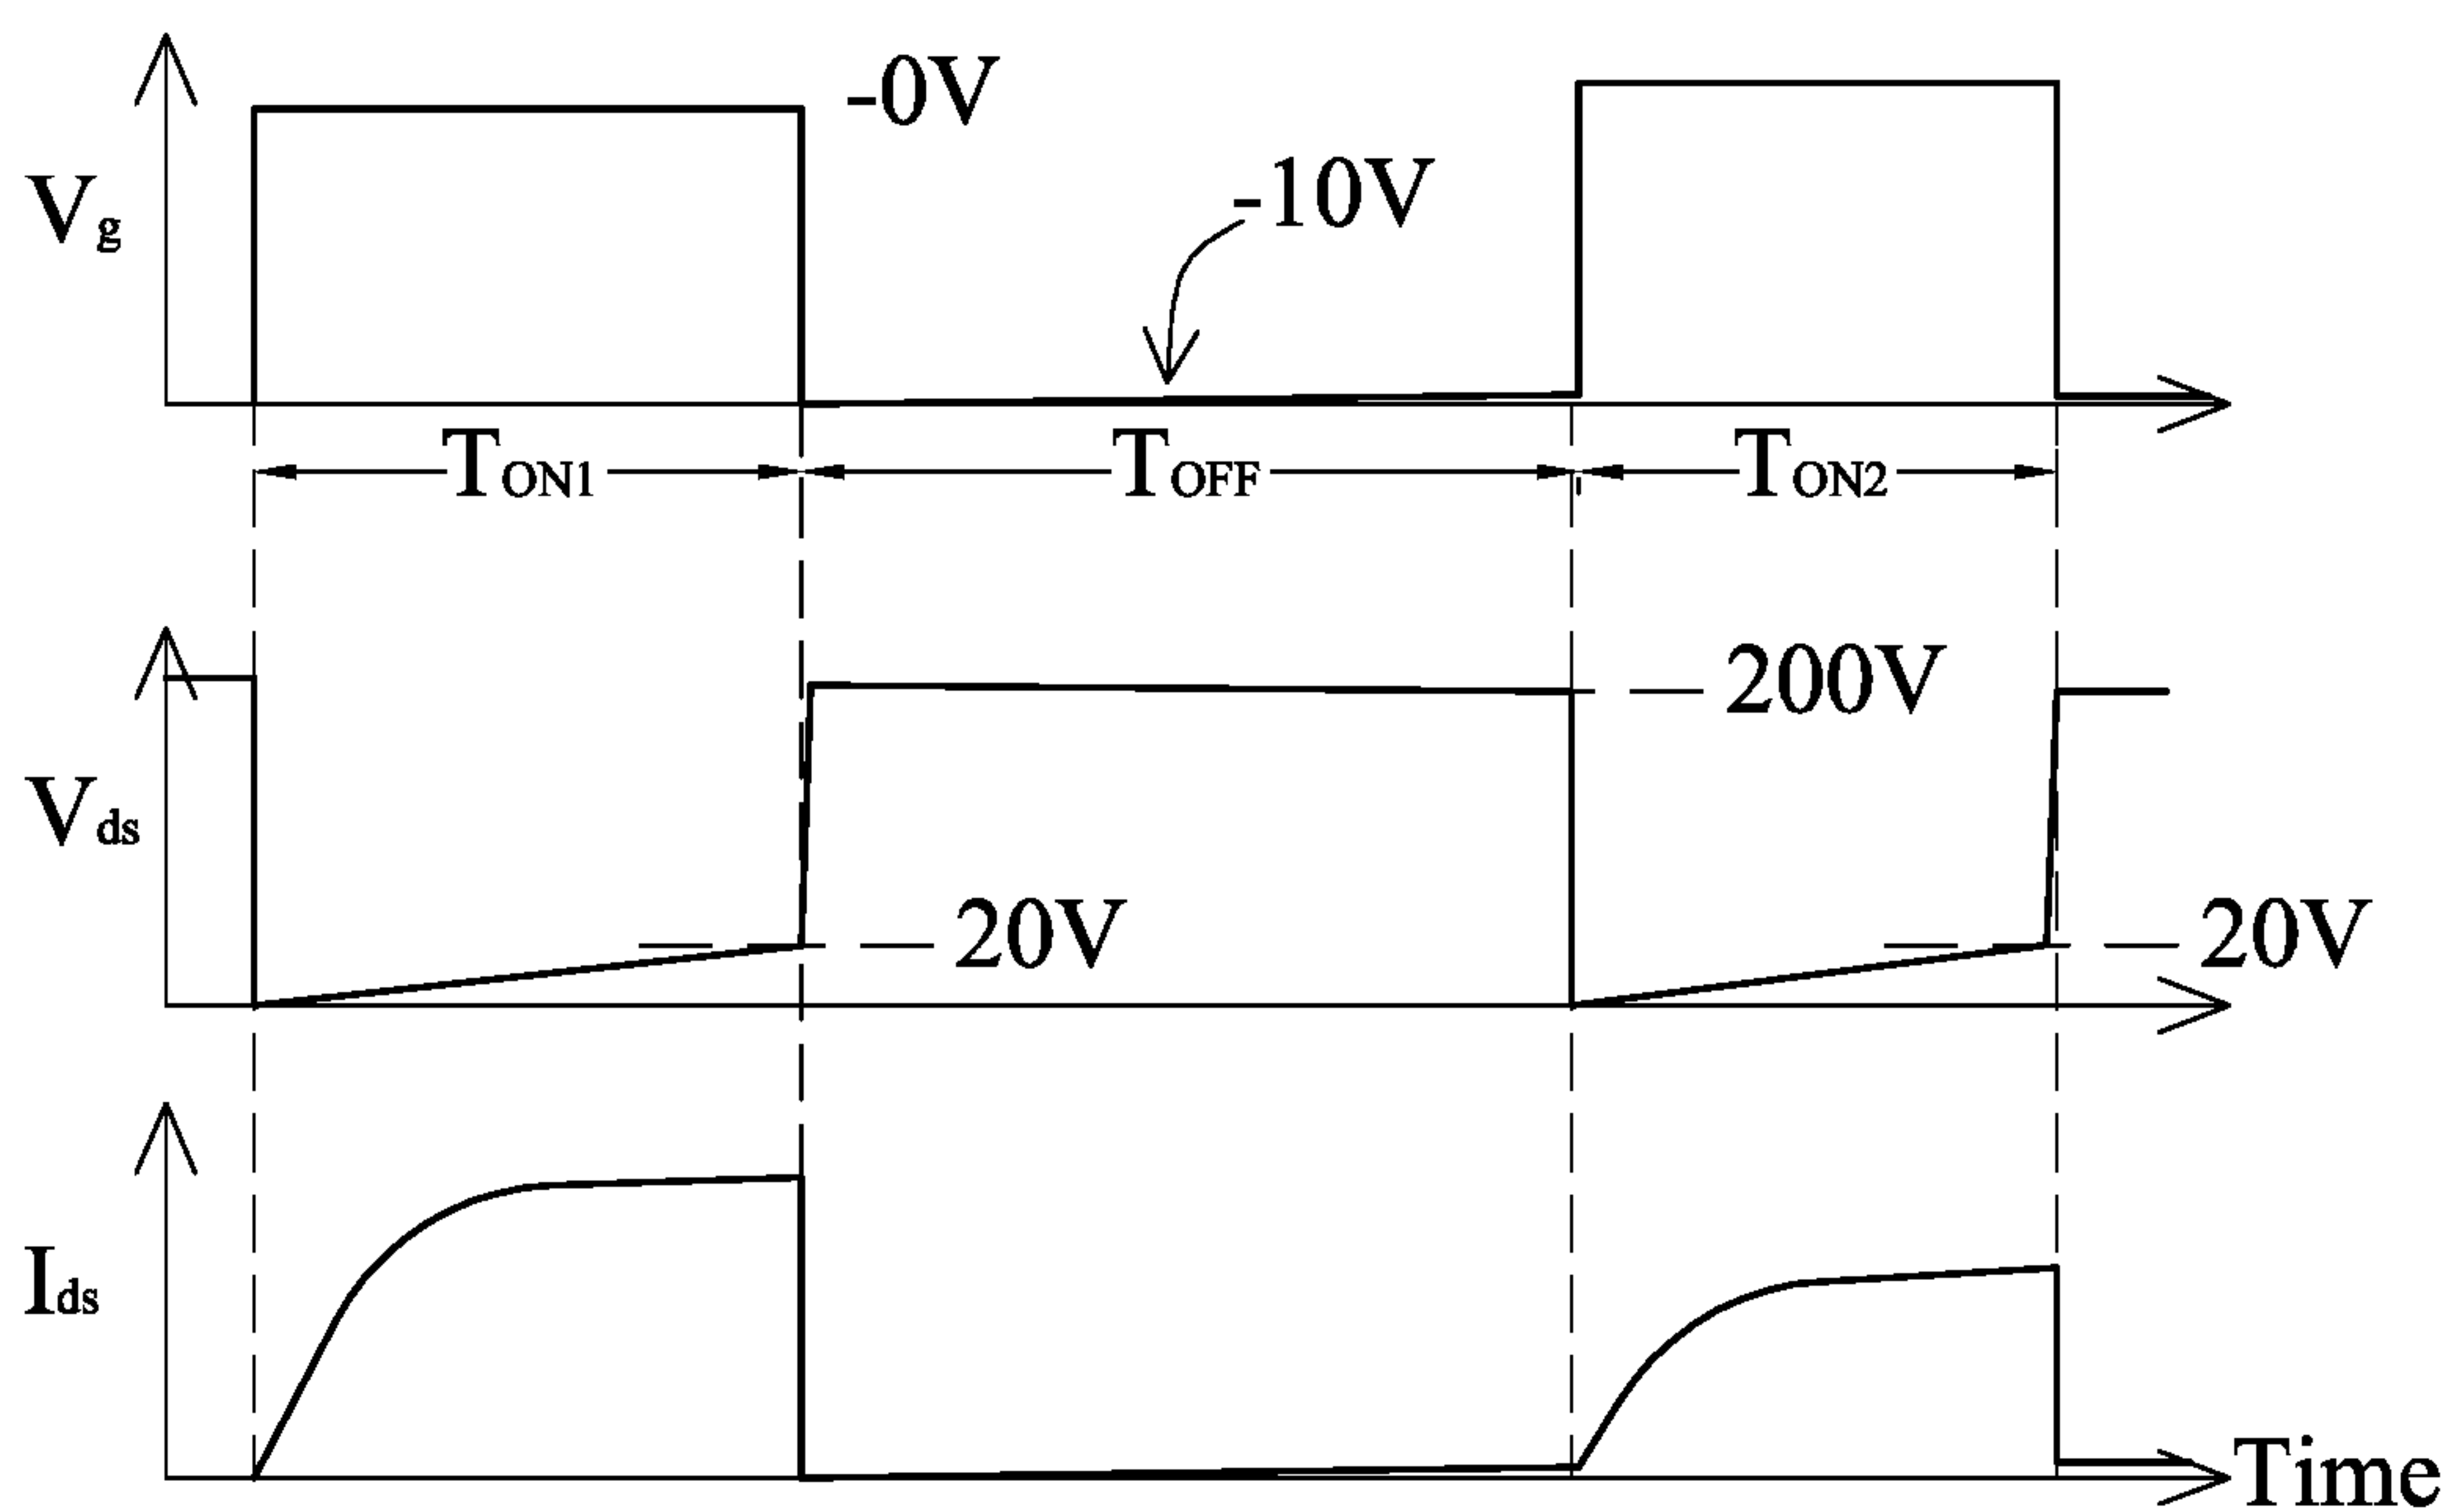 -0V
-10V
Vg
TON1 TOFF TON2
200V
Vds
20V 20V
Ids
Time